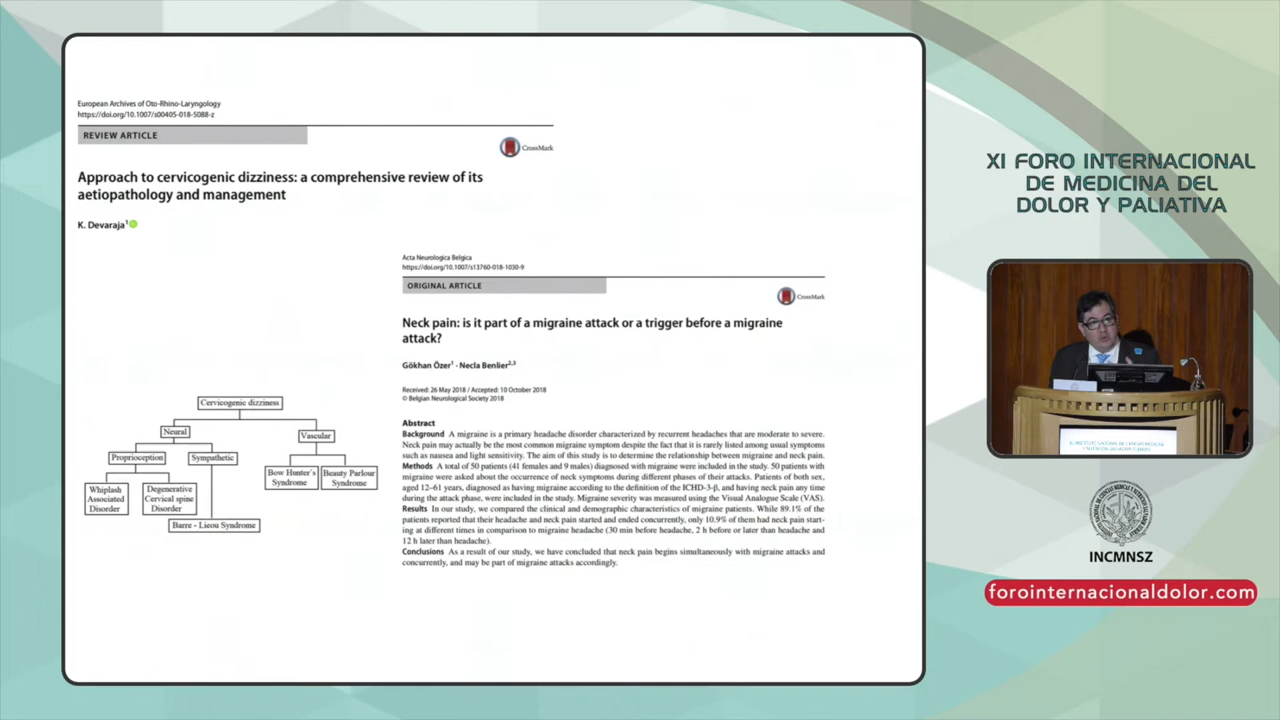 European Archives of Oto-Rhino-Laryngology
https://doi.org/10.1007/s00405-018-5088-z
REVIEW ARTICLE
CrossMark
Approach to cervicogenic dizziness: a comprehensive review of its
aetiopathology and management
K. Devaraja¹
Acta Neurologica Belgica
https://doi.org/10.1007/s13760-018-1030-9
ORIGINAL ARTICLE
CrossMark
Neck pain: is it part of a migraine attack or a trigger before a migraine
attack?
Gökhan Özer¹ · Necla Benlier²,³
Received: 26 May 2018 / Accepted: 10 October 2018
© Belgian Neurological Society 2018
Abstract
Background A migraine is a primary headache disorder characterized by recurrent headaches that are moderate to severe.
Neck pain may actually be the most common migraine symptom despite the fact that it is rarely listed among usual symptoms
such as nausea and light sensitivity. The aim of this study is to determine the relationship between migraine and neck pain.
Methods A total of 50 patients (41 females and 9 males) diagnosed with migraine were included in the study. 50 patients with
migraine were asked about the occurrence of neck symptoms during different phases of their attacks. Patients of both sex,
aged 12–61 years, diagnosed as having migraine according to the definition of the ICHD-3-β, and having neck pain any time
during the attack phase, were included in the study. Migraine severity was measured using the Visual Analogue Scale (VAS).
Results In our study, we compared the clinical and demographic characteristics of migraine patients. While 89.1% of the
patients reported that their headache and neck pain started and ended concurrently, only 10.9% of them had neck pain start-
ing at different times in comparison to migraine headache (30 min before headache, 2 h before or later than headache and
12 h later than headache).
Conclusions As a result of our study, we have concluded that neck pain begins simultaneously with migraine attacks and
concurrently, and may be part of migraine attacks accordingly.
Cervicogenic dizziness
Neural
Vascular
Proprioception
Sympathetic
Bow Hunter's
Syndrome
Beauty Parlour
Syndrome
Whiplash
Associated
Disorder
Degenerative
Cervical spine
Disorder
Barre - Lieou Syndrome
XI FORO INTERNACIONAL
DE MEDICINA DEL
DOLOR Y PALIATIVA
INCMNSZ
forointernacionaldolor.com